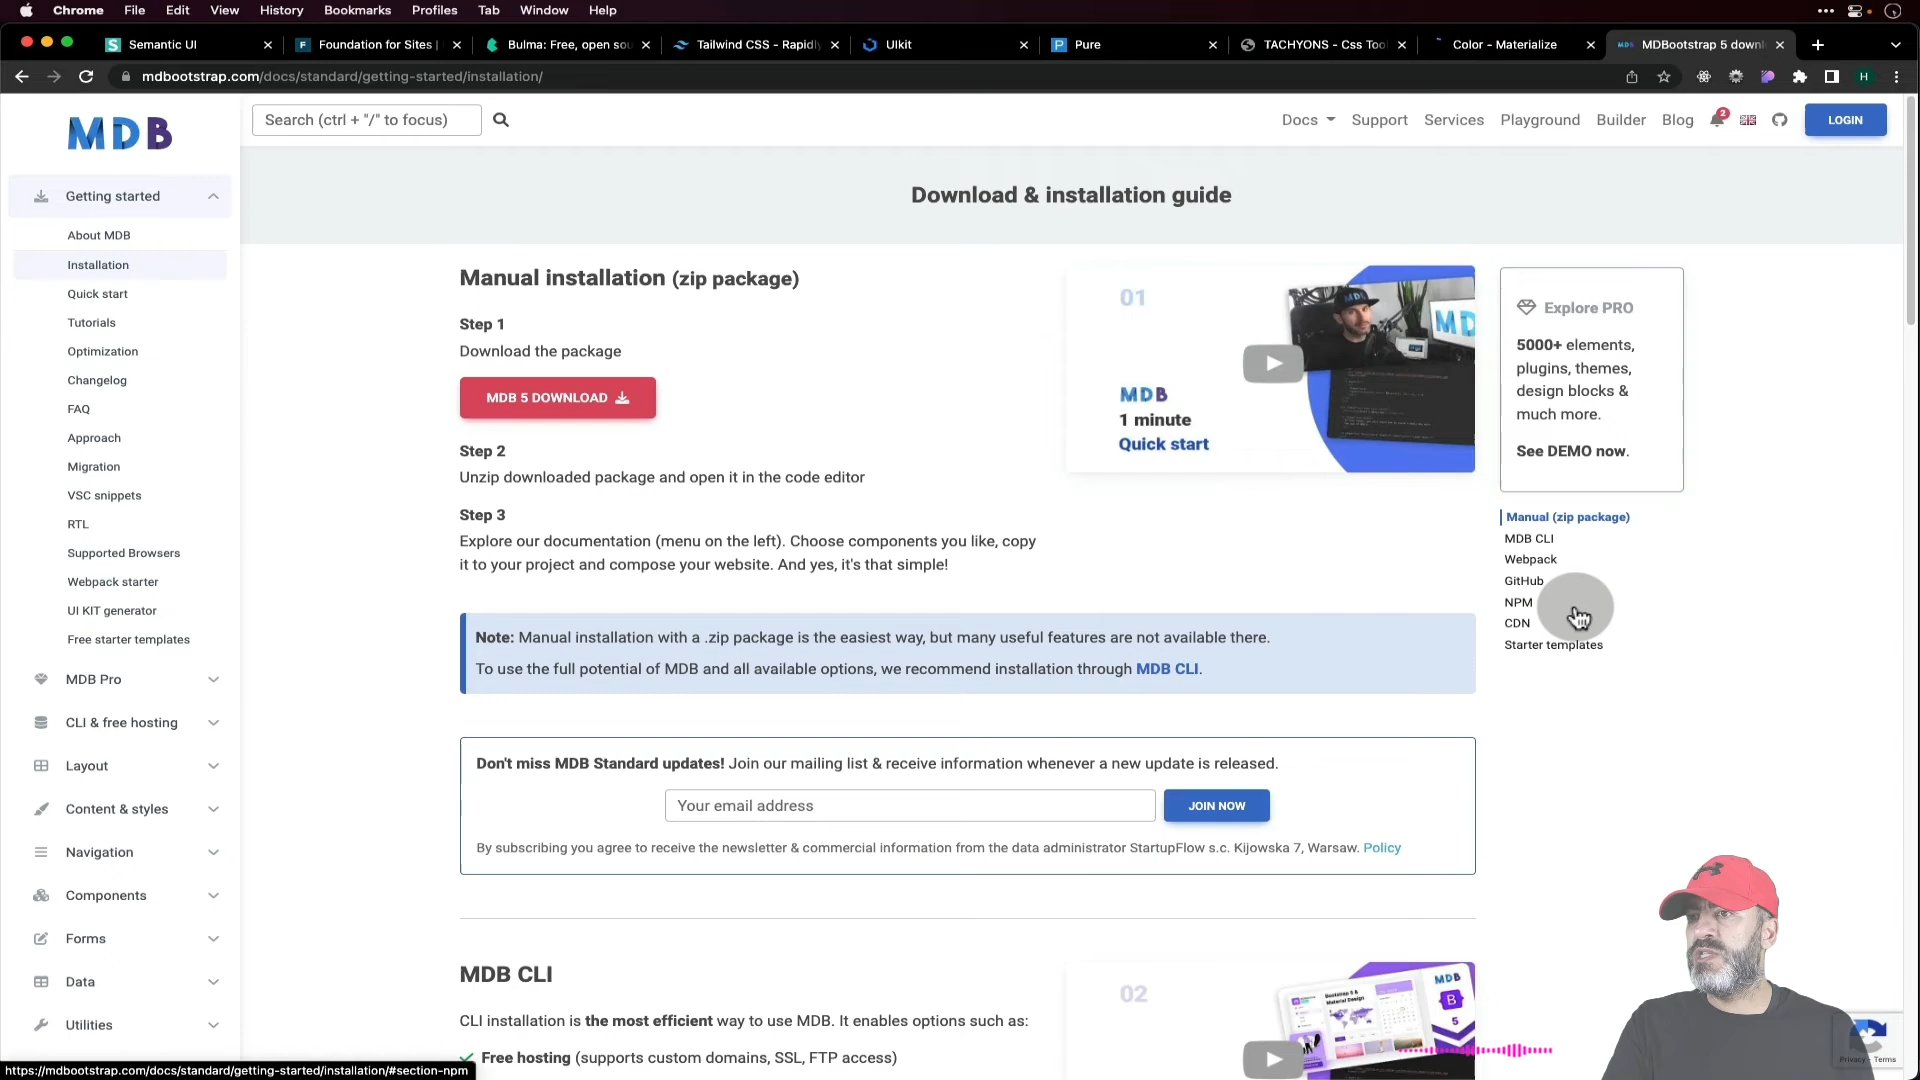 Chrome File Edit View History Bookmarks Profiles Tab Window Help
Semantic UI
Foundation for Sites |
Bulma: Free, open sou
Tailwind CSS - Rapidly
UIkit
Pure
TACHYONS - Css Tool
Color - Materialize
MDBootstrap 5 downl
mdbootstrap.com/docs/standard/getting-started/installation/
H
MDB
Search (ctrl + "/" to focus)
Docs Support Services Playground Builder Blog 2 LOGIN
Getting started
About MDB
Installation
Quick start
Tutorials
Optimization
Changelog
FAQ
Approach
Migration
VSC snippets
RTL
Supported Browsers
Webpack starter
UI KIT generator
Free starter templates
MDB Pro
CLI & free hosting
Layout
Content & styles
Navigation
Components
Forms
Data
Utilities
Download & installation guide
Manual installation (zip package)
Step 1
Download the package
MDB 5 DOWNLOAD
Step 2
Unzip downloaded package and open it in the code editor
Step 3
Explore our documentation (menu on the left). Choose components you like, copy
it to your project and compose your website. And yes, it's that simple!
01
MDB
1 minute
Quick start
Explore PRO
5000+ elements,
plugins, themes,
design blocks &
much more.
See DEMO now.
Manual (zip package)
MDB CLI
Webpack
GitHub
NPM
CDN
Starter templates
Note: Manual installation with a .zip package is the easiest way, but many useful features are not available there.
To use the full potential of MDB and all available options, we recommend installation through MDB CLI.
Don't miss MDB Standard updates! Join our mailing list & receive information whenever a new update is released.
Your email address
JOIN NOW
By subscribing you agree to receive the newsletter & commercial information from the data administrator StartupFlow s.c. Kijowska 7, Warsaw. Policy
MDB CLI
CLI installation is the most efficient way to use MDB. It enables options such as:
Free hosting (supports custom domains, SSL, FTP access)
02
MDB
Bootstrap 5 &
Material Design
B
5
Privacy - Terms
https://mdbootstrap.com/docs/standard/getting-started/installation/#section-npm